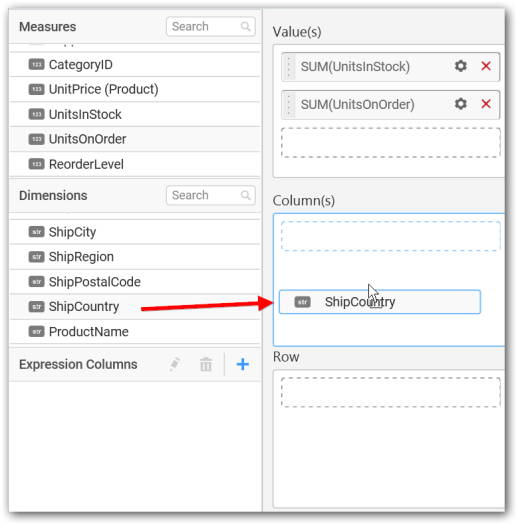 Measures
Search
123 CategoryID
123 UnitPrice (Product)
123 UnitsInStock
123 UnitsOnOrder
123 ReorderLevel
Dimensions
Search
str ShipCity
str ShipRegion
str ShipPostalCode
str ShipCountry
str ProductName
Expression Columns
Value(s)
SUM(UnitsInStock)
SUM(UnitsOnOrder)
Column(s)
str ShipCountry
Row